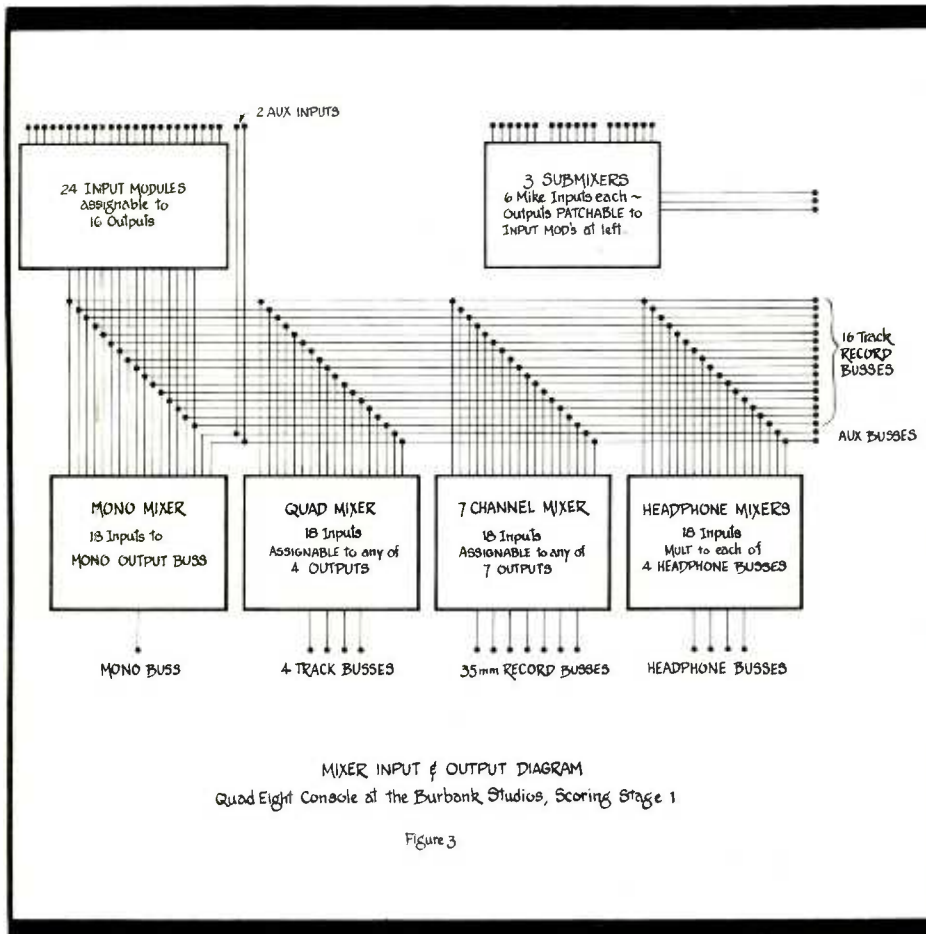 2 AUX INPUTS
24 INPUT MODULES
assignable to
16 Outputs
3 SUBMIXERS
6 Mike Inputs each ~
Outputs PATCHABLE to
INPUT MOD's at left.
16 Track
RECORD
BUSSES
AUX BUSSES
MONO MIXER
18 Inputs to
MONO OUTPUT BUSS
QUAD MIXER
18 Inputs
ASSIGNABLE to any of
4 OUTPUTS
7 CHANNEL MIXER
18 Inputs
ASSIGNABLE to any of
7 OUTPUTS
HEADPHONE MIXERS
18 Inputs
MULT to each of
4 HEADPHONE BUSSES
MONO BUSS
4 TRACK BUSSES
35mm RECORD BUSSES
HEADPHONE BUSSES
MIXER INPUT & OUTPUT DIAGRAM
Quad Eight Console at the Burbank Studios, Scoring Stage 1
Figure 3